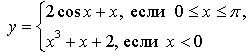 y = { 2cos x + x, если 0 ≤ x ≤ π,
x³ + x + 2, если x < 0